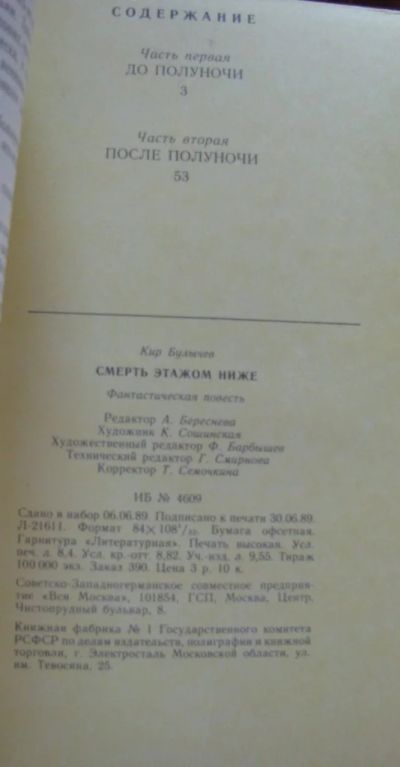 СОДЕРЖАНИЕ
Часть первая
ДО ПОЛУНОЧИ
3
Часть вторая
ПОСЛЕ ПОЛУНОЧИ
53
Кир Булычев
СМЕРТЬ ЭТАЖОМ НИЖЕ
Фантастическая повесть
Редактор А. Береснева
Художник К. Сошинская
Художественный редактор Ф. Барбышев
Технический редактор Г. Смирнова
Корректор Т. Семочкина
ИБ № 4609
Сдано в набор 06.06.89. Подписано к печати 30.06.89.
Л-21611. Формат 84×108¹/₃₂. Бумага офсетная.
Гарнитура «Литературная». Печать высокая. Усл.
печ. л. 8,4. Усл. кр.-отт. 8,82. Уч.-изд. л. 9,55. Тираж
100 000 экз. Заказ 390. Цена 3 р. 10 к.
Советско-Западногерманское совместное предприя-
тие «Вся Москва», 101854, ГСП, Москва, Центр,
Чистопрудный бульвар, 8.
Книжная фабрика № 1 Государственного комитета
РСФСР по делам издательств, полиграфии и книжной
торговли, г. Электросталь Московской области, ул.
им. Тевосяна, 25.